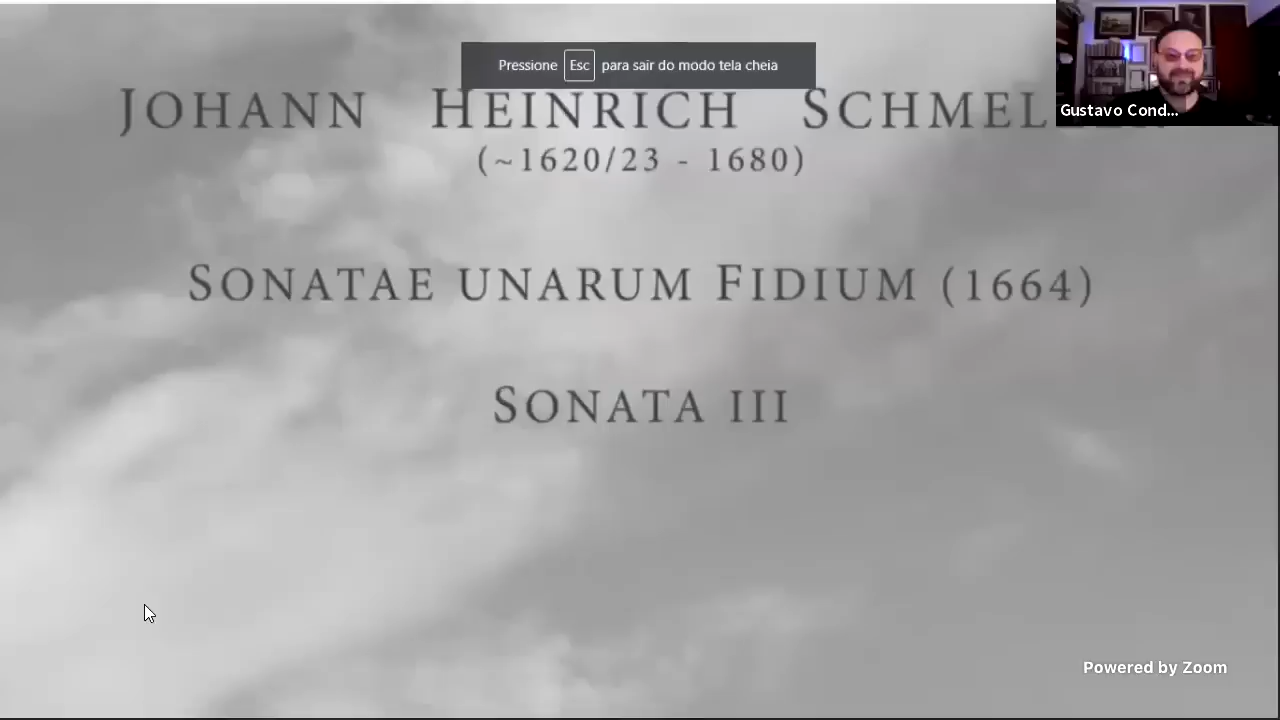 Pressione Esc para sair do modo tela cheia
JOHANN HEINRICH SCHMEL
Gustavo Cond...
(~1620/23 - 1680)
SONATAE UNARUM FIDIUM (1664)
SONATA III
Powered by Zoom